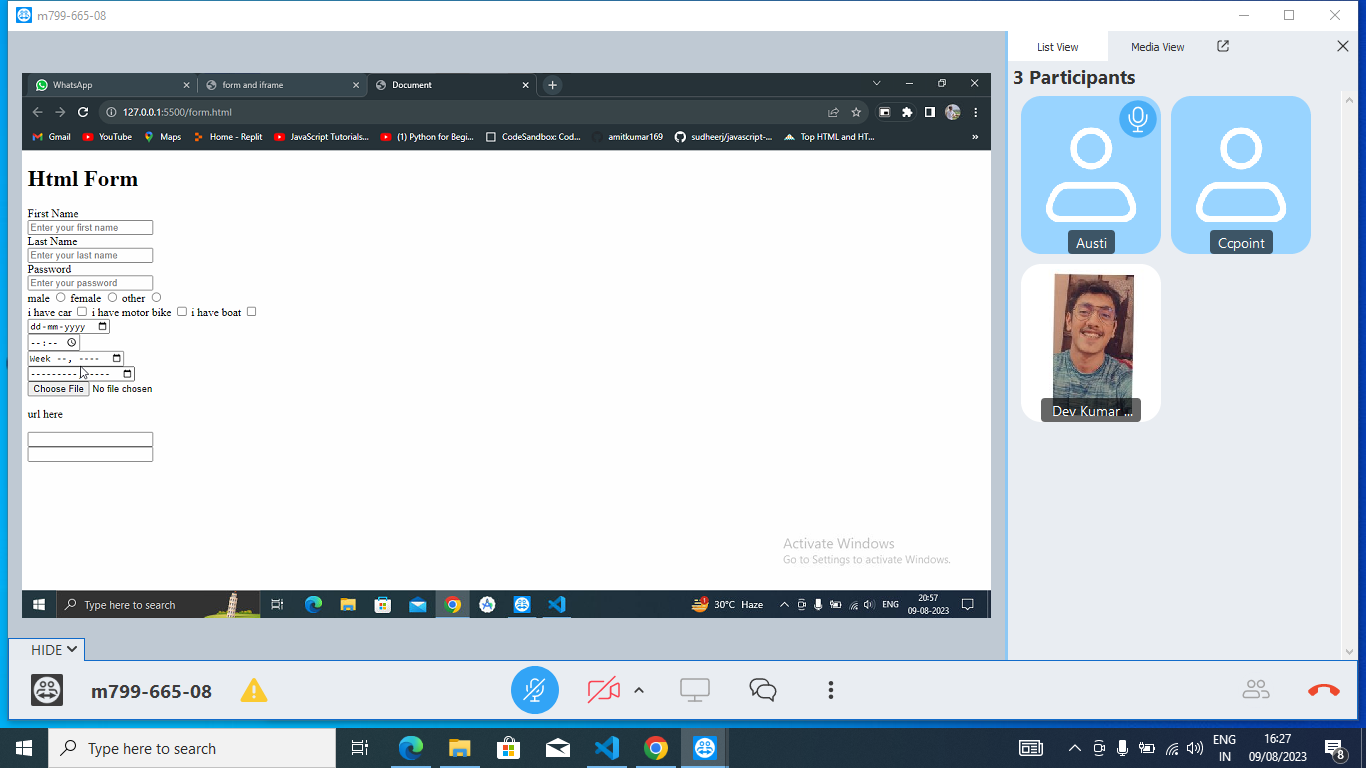 m799-665-08
List View
Media View
3 Participants
WhatsApp
form and iframe
Document
127.0.0.1:5500/form.html
Gmail
YouTube
Maps
Home - Replit
JavaScript Tutorials...
(1) Python for Begi...
CodeSandbox: Cod...
amitkumar169
sudheerj/javascript-...
Top HTML and HT...
»
Html Form
First Name
Enter your first name
Last Name
Enter your last name
Password
Enter your password
male female other
i have car i have motor bike i have boat
dd-mm-yyyy
--:--
Week --, ----
--------- ----
Choose File No file chosen
url here
Austi
Ccpoint
Dev Kumar ...
Activate Windows
Go to Settings to activate Windows.
Type here to search
30°C Haze
ENG
20:57
09-08-2023
HIDE
m799-665-08
Type here to search
ENG
IN
16:27
09/08/2023
8